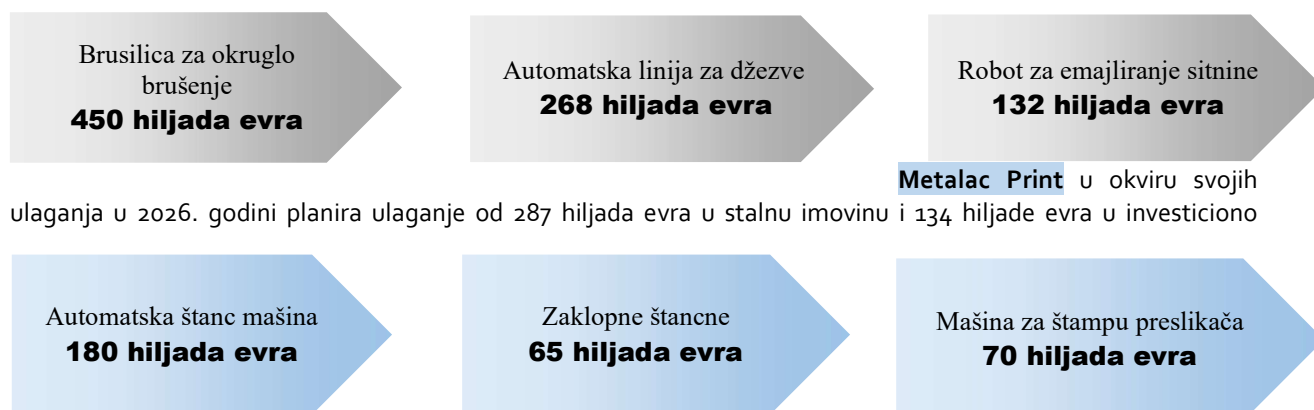 Brusilica za okruglo
brušenje
450 hiljada evra
Automatska linija za džezve
268 hiljada evra
Robot za emajliranje sitnine
132 hiljada evra
Metalac Print u okviru svojih
ulaganja u 2026. godini planira ulaganje od 287 hiljada evra u stalnu imovinu i 134 hiljade evra u investiciono
Automatska štanc mašina
180 hiljada evra
Zaklopne štancne
65 hiljada evra
Mašina za štampu preslikača
70 hiljada evra